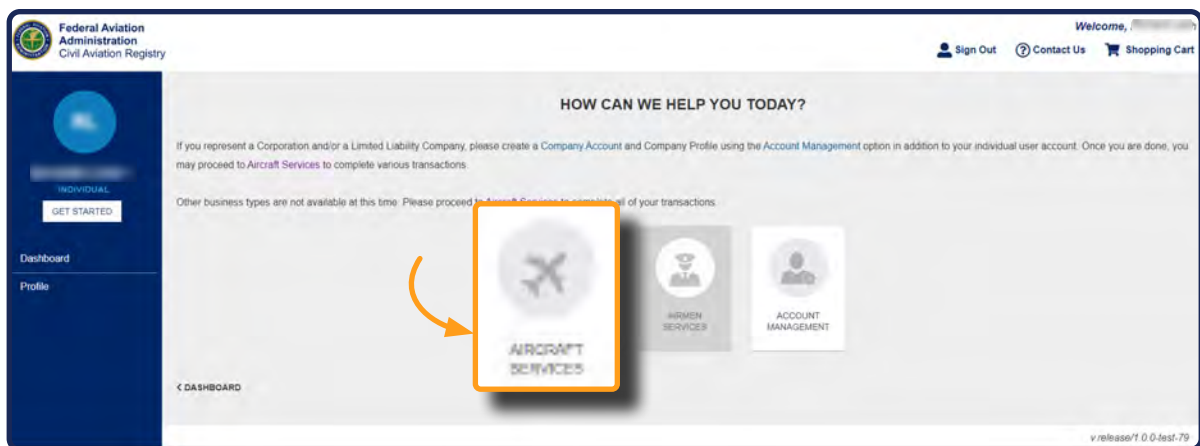 Federal Aviation
Administration
Civil Aviation Registry
Welcome,
Sign Out
Contact Us
Shopping Cart
INDIVIDUAL
GET STARTED
Dashboard
Profile
HOW CAN WE HELP YOU TODAY?
If you represent a Corporation and/or a Limited Liability Company, please create a Company Account and Company Profile using the Account Management option in addition to your individual user account. Once you are done, you
may proceed to Aircraft Services to complete various transactions.
Other business types are not available at this time. Please proceed to Aircraft Services to complete all of your transactions.
AIRCRAFT
SERVICES
AIRMEN
SERVICES
ACCOUNT
MANAGEMENT
< DASHBOARD
v.release/1.0.0-test-79